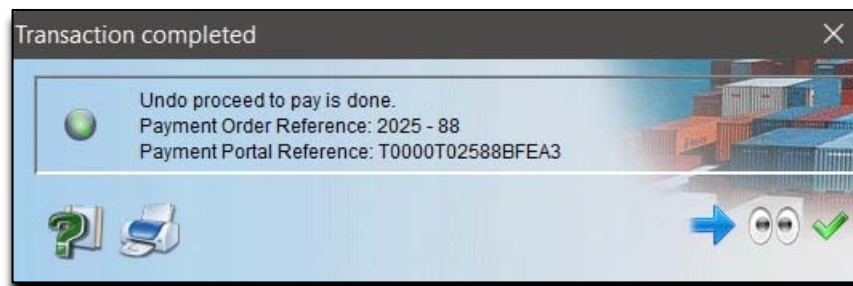 Transaction completed
Undo proceed to pay is done.
Payment Order Reference: 2025 - 88
Payment Portal Reference: T0000T02588BFEA3